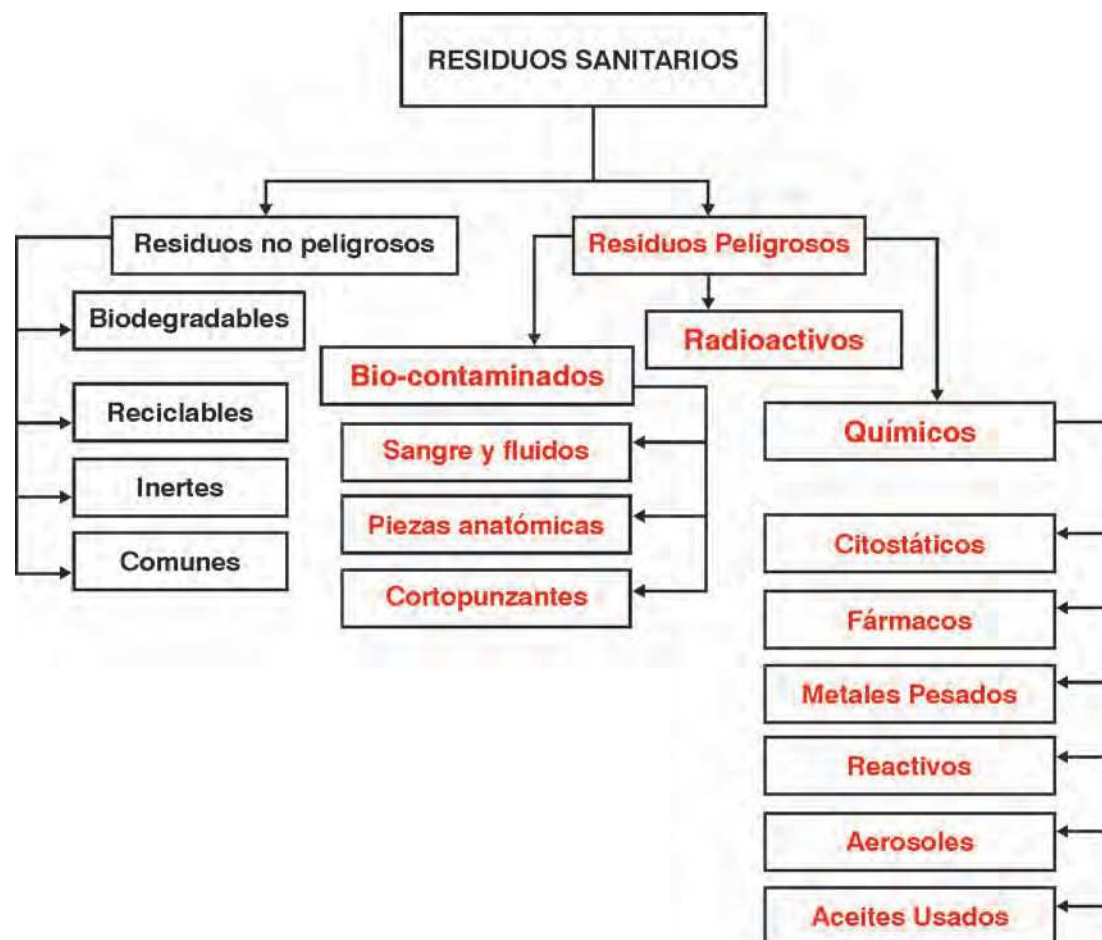 RESIDUOS SANITARIOS
Residuos no peligrosos
Biodegradables
Reciclables
Inertes
Comunes
Residuos Peligrosos
Radioactivos
Bio-contaminados
Sangre y fluidos
Piezas anatómicas
Cortopunzantes
Químicos
Citostáticos
Fármacos
Metales Pesados
Reactivos
Aerosoles
Aceites Usados